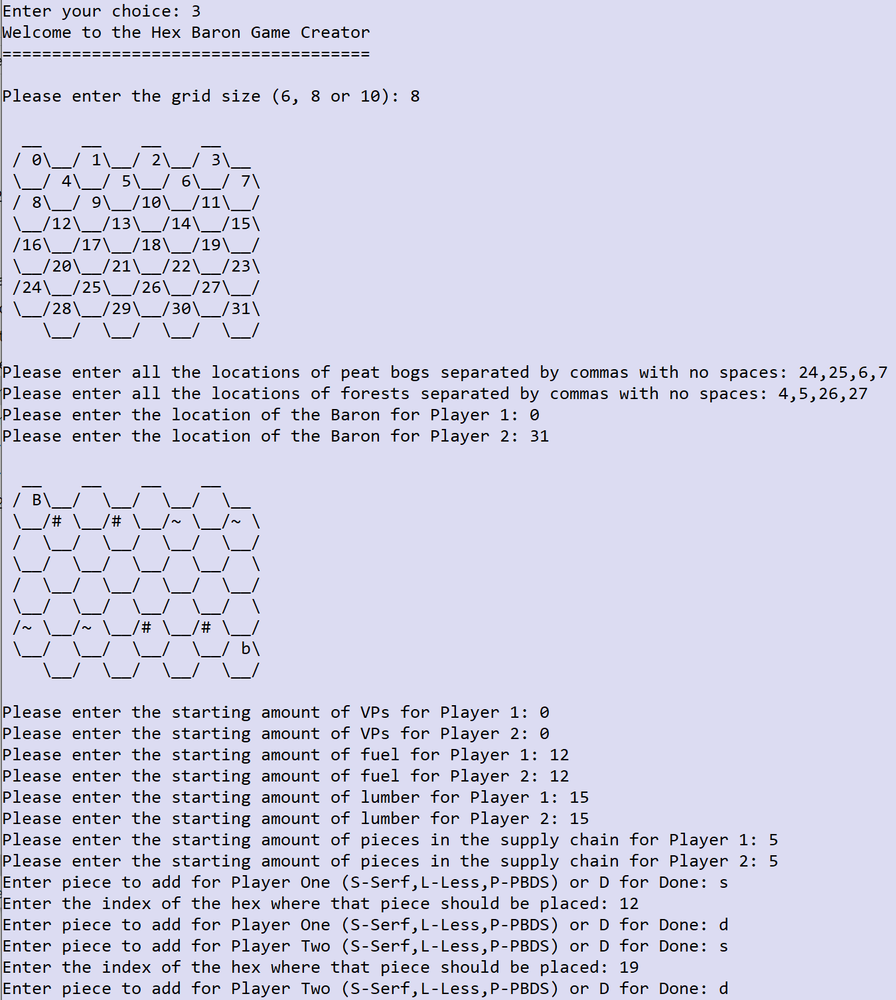 Enter your choice: 3
Welcome to the Hex Baron Game Creator
=====================================

Please enter the grid size (6, 8 or 10): 8

  __    __    __    __
 / 0\__/ 1\__/ 2\__/ 3\__
 \__/ 4\__/ 5\__/ 6\__/ 7\
 / 8\__/ 9\__/10\__/11\__/
 \__/12\__/13\__/14\__/15\
 /16\__/17\__/18\__/19\__/
 \__/20\__/21\__/22\__/23\
 /24\__/25\__/26\__/27\__/
 \__/28\__/29\__/30\__/31\
    \__/  \__/  \__/  \__/

Please enter all the locations of peat bogs separated by commas with no spaces: 24,25,6,7
Please enter all the locations of forests separated by commas with no spaces: 4,5,26,27
Please enter the location of the Baron for Player 1: 0
Please enter the location of the Baron for Player 2: 31

  __    __    __    __
 / B\__/  \__/  \__/  \__
 \__/# \__/# \__/~ \__/~ \
 /  \__/  \__/  \__/  \__/
 \__/  \__/  \__/  \__/  \
 /  \__/  \__/  \__/  \__/
 \__/  \__/  \__/  \__/  \
 /~ \__/~ \__/# \__/# \__/
 \__/  \__/  \__/  \__/ b\
    \__/  \__/  \__/  \__/

Please enter the starting amount of VPs for Player 1: 0
Please enter the starting amount of VPs for Player 2: 0
Please enter the starting amount of fuel for Player 1: 12
Please enter the starting amount of fuel for Player 2: 12
Please enter the starting amount of lumber for Player 1: 15
Please enter the starting amount of lumber for Player 2: 15
Please enter the starting amount of pieces in the supply chain for Player 1: 5
Please enter the starting amount of pieces in the supply chain for Player 2: 5
Enter piece to add for Player One (S-Serf,L-Less,P-PBDS) or D for Done: s
Enter the index of the hex where that piece should be placed: 12
Enter piece to add for Player One (S-Serf,L-Less,P-PBDS) or D for Done: d
Enter piece to add for Player Two (S-Serf,L-Less,P-PBDS) or D for Done: s
Enter the index of the hex where that piece should be placed: 19
Enter piece to add for Player Two (S-Serf,L-Less,P-PBDS) or D for Done: d